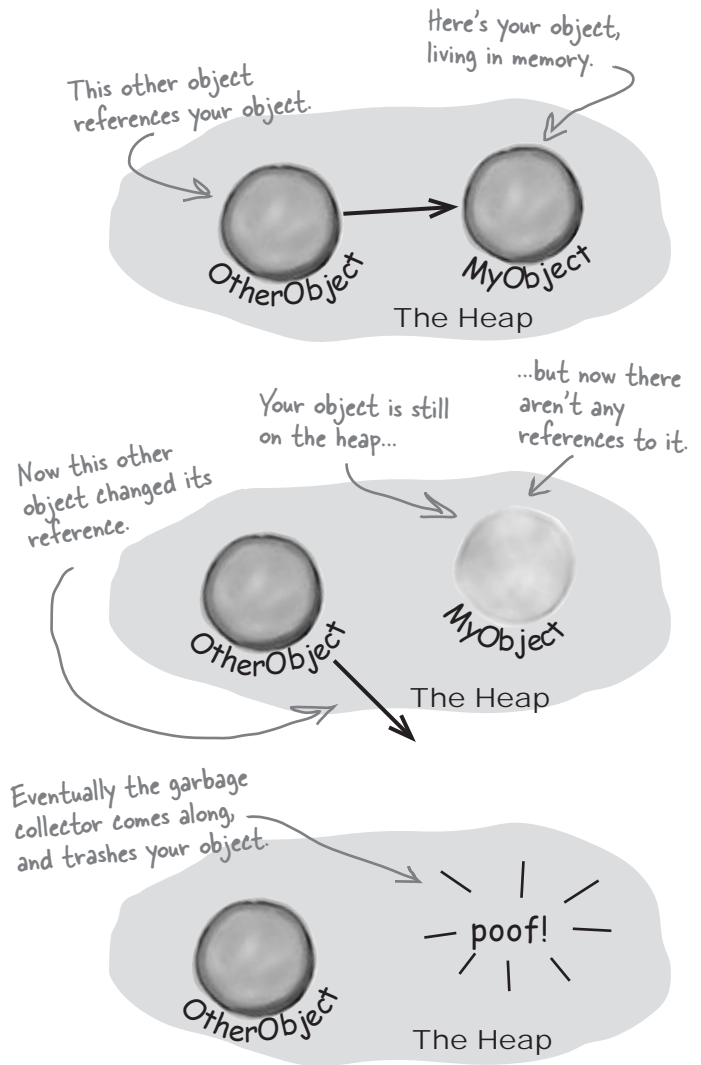 Here's your object,
living in memory.
This other object
references your object.
OtherObject
MyObject
The Heap
...but now there
aren't any
references to it.
Your object is still
on the heap...
Now this other
object changed its
reference.
OtherObject
MyObject
The Heap
Eventually the garbage
collector comes along,
and trashes your object.
poof!
OtherObject
The Heap